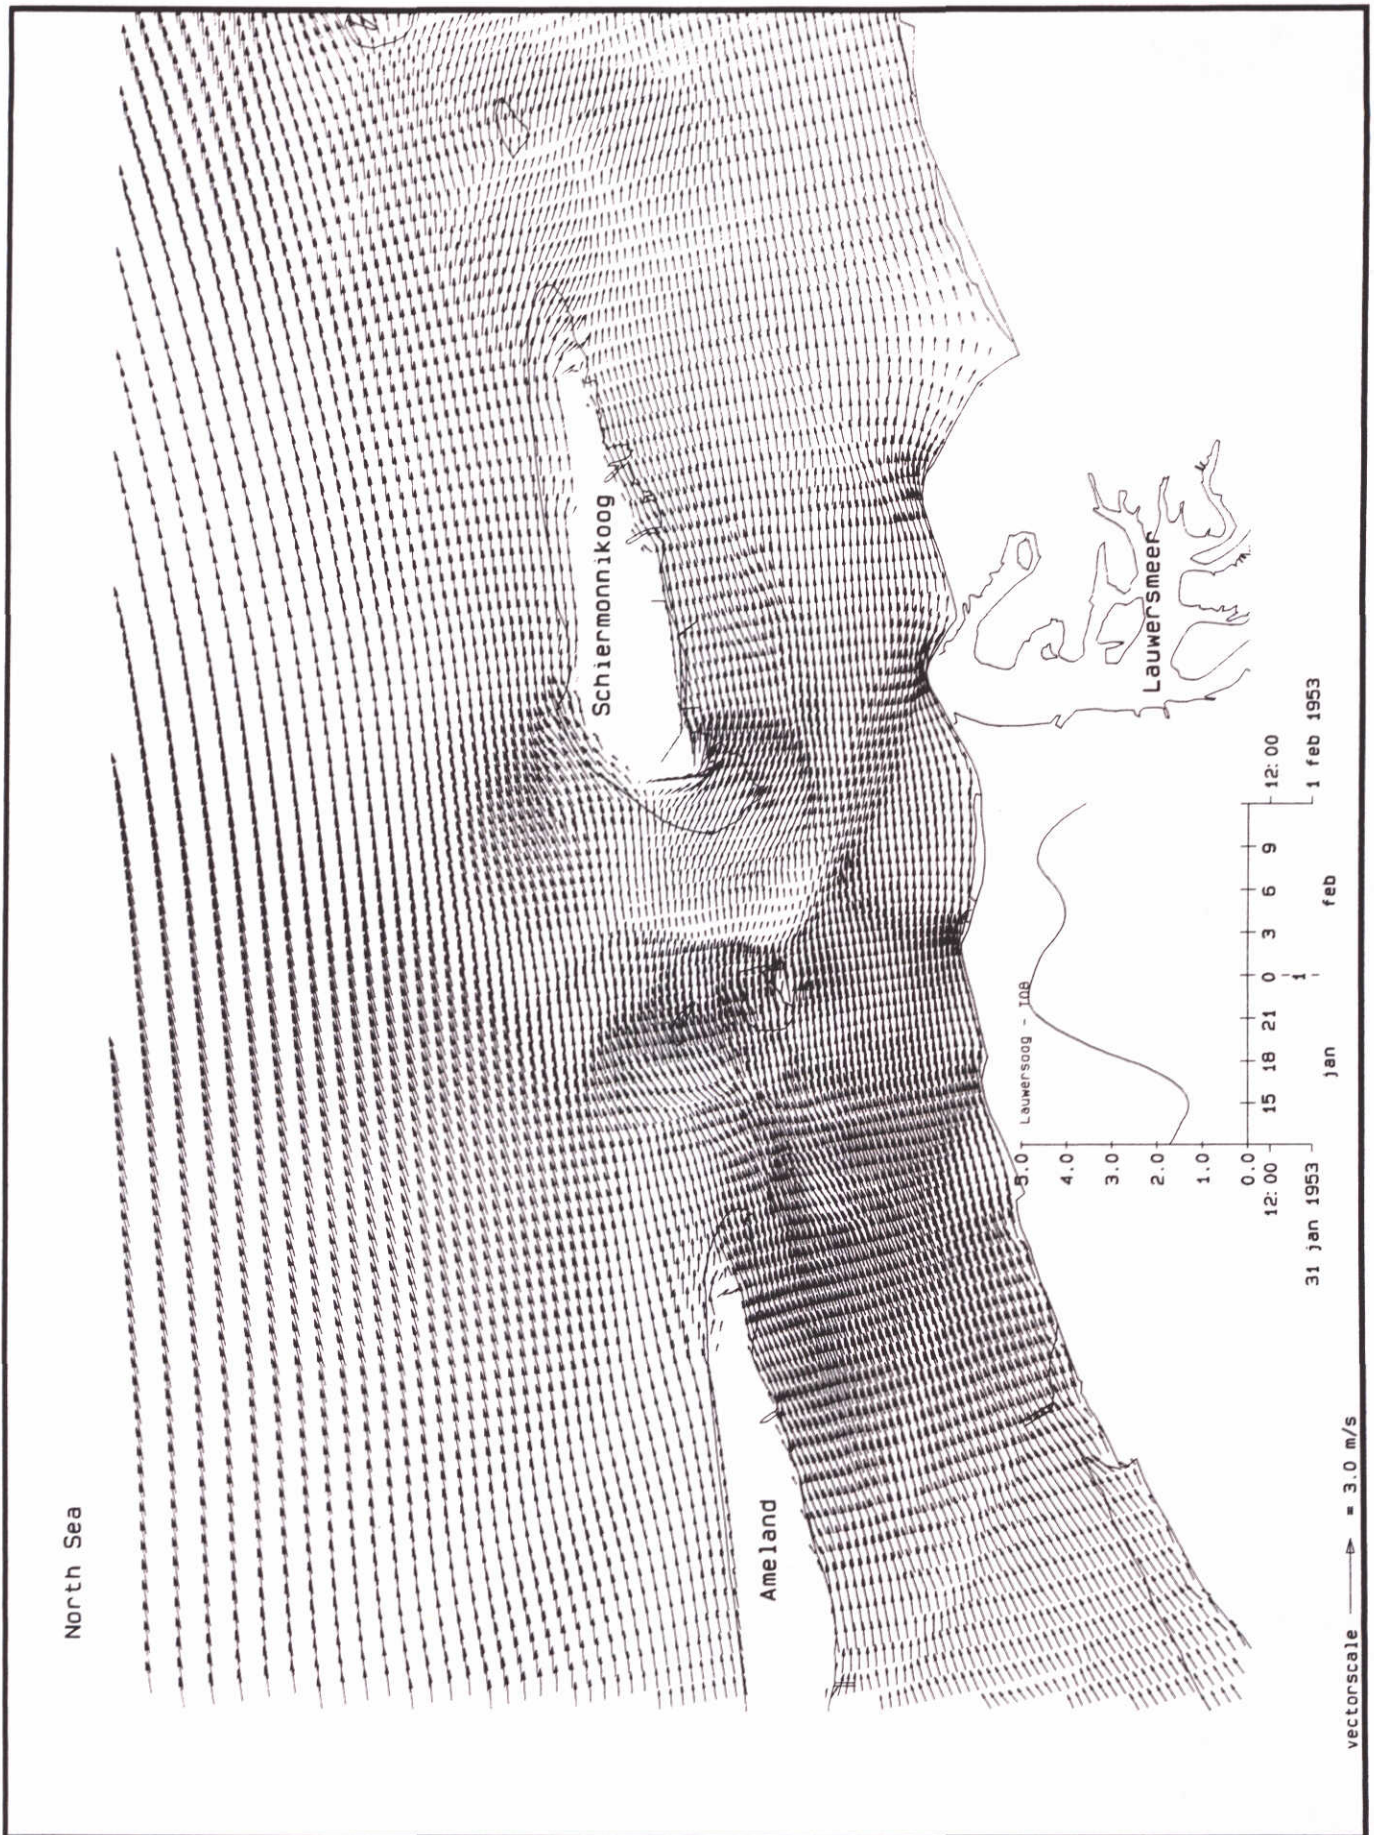 North Sea
Schiermonnikoog
Ameland
Lauwersmeer
Lauwersoog - TOB
5.0
4.0
3.0
2.0
1.0
0.0
15 18 21 0 3 6 9
12:00 1 12:00
31 jan 1953 jan feb 1 feb 1953
vectorscale = 3.0 m/s